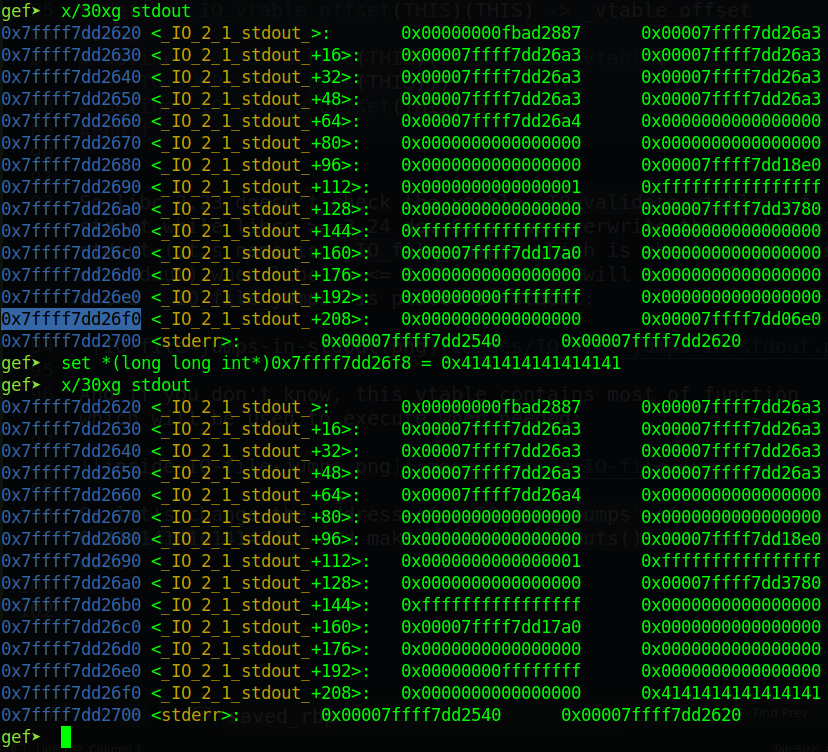 gef➤ x/30xg stdout
0x7ffff7dd2620 <_IO_2_1_stdout_>: 0x00000000fbad2887 0x00007ffff7dd26a3
0x7ffff7dd2630 <_IO_2_1_stdout_+16>: 0x00007ffff7dd26a3 0x00007ffff7dd26a3
0x7ffff7dd2640 <_IO_2_1_stdout_+32>: 0x00007ffff7dd26a3 0x00007ffff7dd26a3
0x7ffff7dd2650 <_IO_2_1_stdout_+48>: 0x00007ffff7dd26a3 0x00007ffff7dd26a3
0x7ffff7dd2660 <_IO_2_1_stdout_+64>: 0x00007ffff7dd26a4 0x0000000000000000
0x7ffff7dd2670 <_IO_2_1_stdout_+80>: 0x0000000000000000 0x0000000000000000
0x7ffff7dd2680 <_IO_2_1_stdout_+96>: 0x0000000000000000 0x00007ffff7dd18e0
0x7ffff7dd2690 <_IO_2_1_stdout_+112>: 0x0000000000000001 0xffffffffffffffff
0x7ffff7dd26a0 <_IO_2_1_stdout_+128>: 0x0000000000000000 0x00007ffff7dd3780
0x7ffff7dd26b0 <_IO_2_1_stdout_+144>: 0xffffffffffffffff 0x0000000000000000
0x7ffff7dd26c0 <_IO_2_1_stdout_+160>: 0x00007ffff7dd17a0 0x0000000000000000
0x7ffff7dd26d0 <_IO_2_1_stdout_+176>: 0x0000000000000000 0x0000000000000000
0x7ffff7dd26e0 <_IO_2_1_stdout_+192>: 0x00000000ffffffff 0x0000000000000000
0x7ffff7dd26f0 <_IO_2_1_stdout_+208>: 0x0000000000000000 0x00007ffff7dd06e0
0x7ffff7dd2700 <stderr>: 0x00007ffff7dd2540 0x00007ffff7dd2620
gef➤ set *(long long int*)0x7ffff7dd26f8 = 0x4141414141414141
gef➤ x/30xg stdout
0x7ffff7dd2620 <_IO_2_1_stdout_>: 0x00000000fbad2887 0x00007ffff7dd26a3
0x7ffff7dd2630 <_IO_2_1_stdout_+16>: 0x00007ffff7dd26a3 0x00007ffff7dd26a3
0x7ffff7dd2640 <_IO_2_1_stdout_+32>: 0x00007ffff7dd26a3 0x00007ffff7dd26a3
0x7ffff7dd2650 <_IO_2_1_stdout_+48>: 0x00007ffff7dd26a3 0x00007ffff7dd26a3
0x7ffff7dd2660 <_IO_2_1_stdout_+64>: 0x00007ffff7dd26a4 0x0000000000000000
0x7ffff7dd2670 <_IO_2_1_stdout_+80>: 0x0000000000000000 0x0000000000000000
0x7ffff7dd2680 <_IO_2_1_stdout_+96>: 0x0000000000000000 0x00007ffff7dd18e0
0x7ffff7dd2690 <_IO_2_1_stdout_+112>: 0x0000000000000001 0xffffffffffffffff
0x7ffff7dd26a0 <_IO_2_1_stdout_+128>: 0x0000000000000000 0x00007ffff7dd3780
0x7ffff7dd26b0 <_IO_2_1_stdout_+144>: 0xffffffffffffffff 0x0000000000000000
0x7ffff7dd26c0 <_IO_2_1_stdout_+160>: 0x00007ffff7dd17a0 0x0000000000000000
0x7ffff7dd26d0 <_IO_2_1_stdout_+176>: 0x0000000000000000 0x0000000000000000
0x7ffff7dd26e0 <_IO_2_1_stdout_+192>: 0x00000000ffffffff 0x0000000000000000
0x7ffff7dd26f0 <_IO_2_1_stdout_+208>: 0x0000000000000000 0x4141414141414141
0x7ffff7dd2700 <stderr>: 0x00007ffff7dd2540 0x00007ffff7dd2620
gef➤